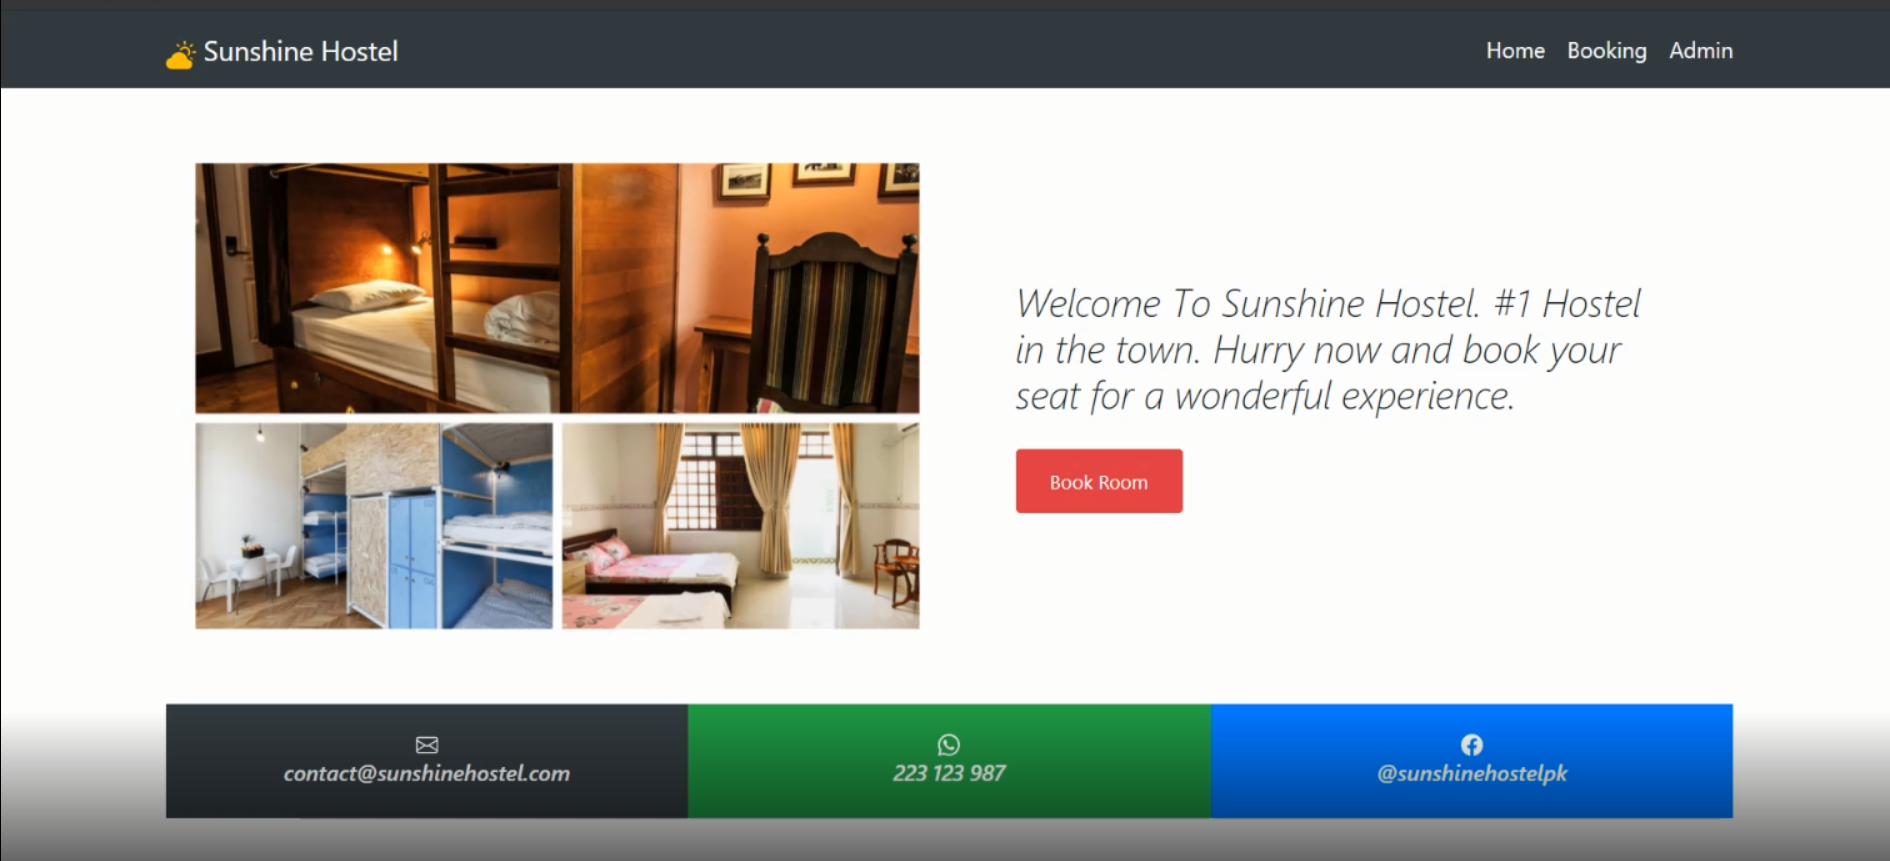 Sunshine Hostel
Home Booking Admin
Welcome To Sunshine Hostel. #1 Hostel
in the town. Hurry now and book your
seat for a wonderful experience.
Book Room
contact@sunshinehostel.com
223 123 987
@sunshinehostelpk